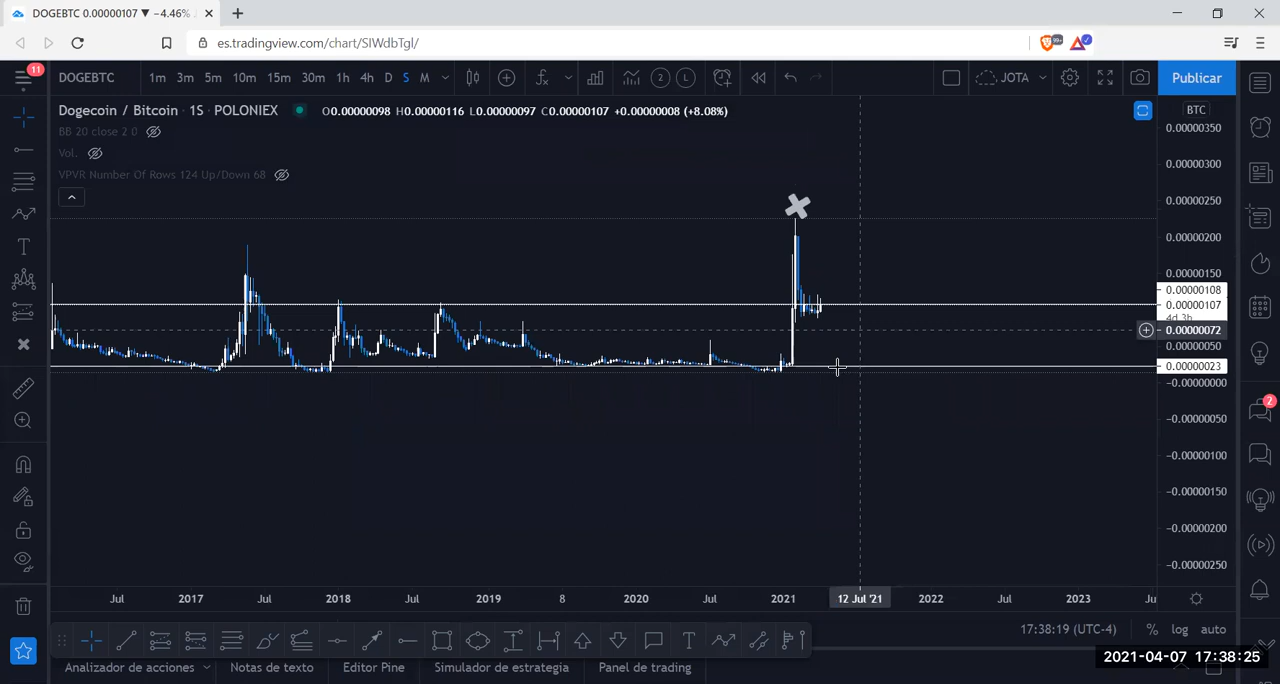 DOGEBTC 0.00000107 ▼ −4.46%
es.tradingview.com/chart/SIWdbTgl/
99+
11
DOGEBTC 1m 3m 5m 10m 15m 30m 1h 4h D S M 2 L JOTA Publicar
Dogecoin / Bitcoin · 1S · POLONIEX O0.00000098 H0.00000116 L0.00000097 C0.00000107 +0.00000008 (+8.08%)
BTC
BB 20 close 2 0
Vol.
VPVR Number Of Rows 124 Up/Down 68
0.00000350
0.00000300
0.00000250
0.00000200
0.00000150
0.00000108
0.00000107
4d 3h
0.00000072
0.00000050
0.00000023
−0.00000000
−0.00000050
2
−0.00000100
−0.00000150
−0.00000200
−0.00000250
Jul 2017 Jul 2018 Jul 2019 8 2020 Jul 2021 12 Jul '21 2022 Jul 2023 Ju
17:38:19 (UTC-4) % log auto
2021-04-07 17:38:25
Analizador de acciones Notas de texto Editor Pine Simulador de estrategia Panel de trading